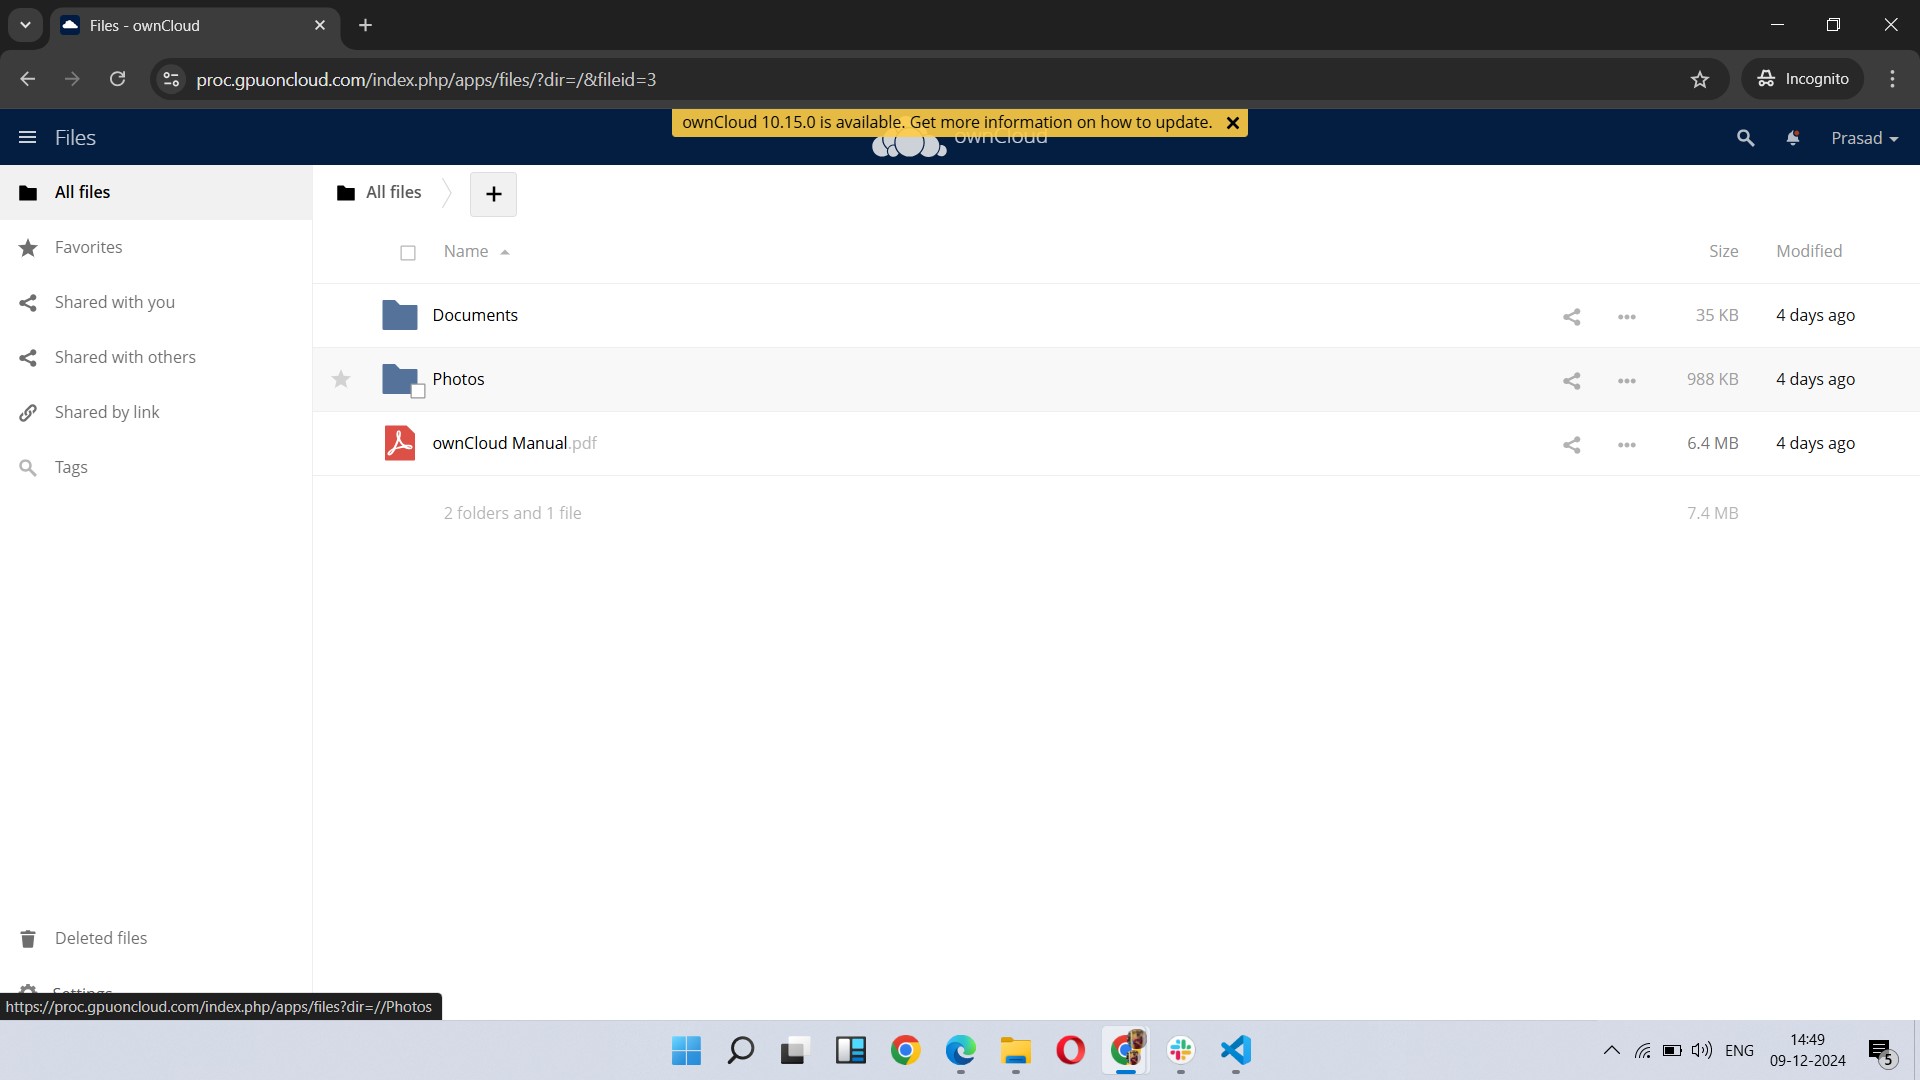 Files - ownCloud
proc.gpuoncloud.com/index.php/apps/files/?dir=/&fileid=3
Incognito
Files
ownCloud 10.15.0 is available. Get more information on how to update.
ownCloud
Prasad
All files
Favorites
Shared with you
Shared with others
Shared by link
Tags
All files
Name
Size
Modified
Documents
35 KB
4 days ago
Photos
988 KB
4 days ago
ownCloud Manual.pdf
6.4 MB
4 days ago
2 folders and 1 file
7.4 MB
Deleted files
Settings
https://proc.gpuoncloud.com/index.php/apps/files?dir=//Photos
ENG
14:49
09-12-2024
5